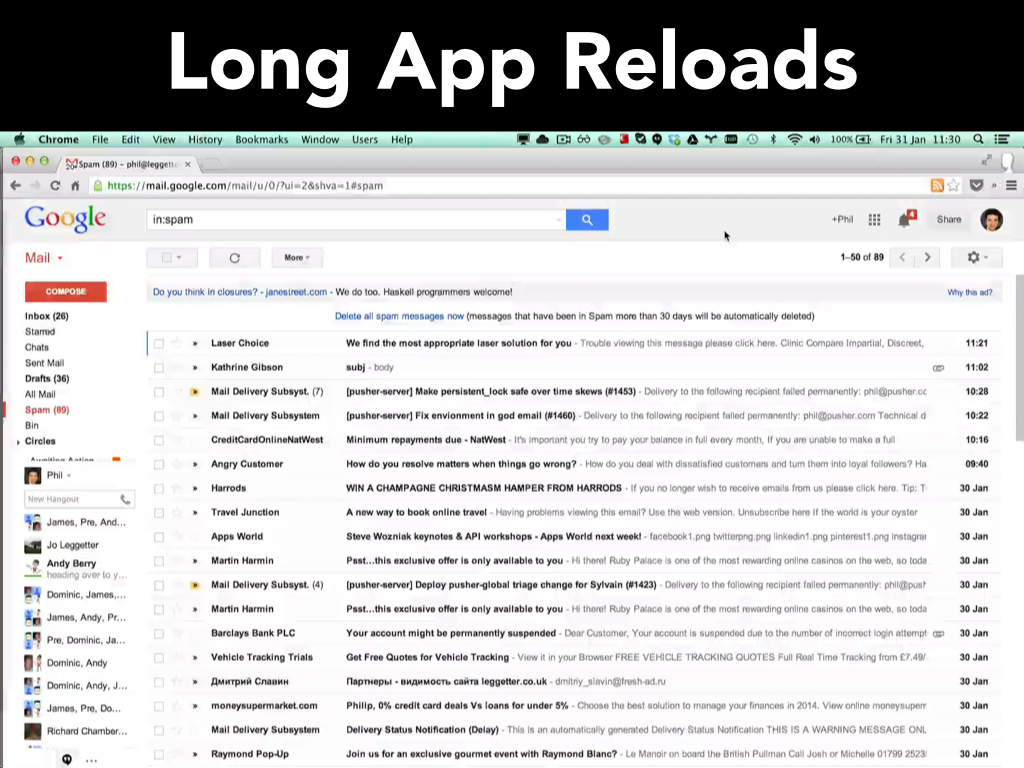 Long App Reloads
Chrome File Edit View History Bookmarks Window Users Help 100% Fri 31 Jan 11:30
Spam (89) – phil@leggett
https://mail.google.com/mail/u/0/?ui=2&shva=1#spam
Google in:spam +Phil 4 Share
Mail More 1–50 of 89
COMPOSE
Do you think in closures? - janestreet.com - We do too. Haskell programmers welcome! Why this ad?
Delete all spam messages now (messages that have been in Spam more than 30 days will be automatically deleted)
Inbox (26)
Starred
Chats
Sent Mail
Drafts (36)
All Mail
Spam (89)
Bin
Circles
Awaiting Action
Phil
New Hangout
James, Pre, And...
Jo Leggetter
Andy Berry
heading over to y...
Dominic, James,...
James, Andy, Pr...
Pre, Dominic, Ja...
Dominic, Andy
Dominic, Andy, J...
James, Pre, Do...
Richard Chamber...
Laser Choice We find the most appropriate laser solution for you - Trouble viewing this message please click here. Clinic Compare Impartial, Discreet, 11:21
Kathrine Gibson subj - body 11:02
Mail Delivery Subsyst. (7) [pusher-server] Make persistent_lock safe over time skews (#1453) - Delivery to the following recipient failed permanently: phil@pusher.cc 10:28
Mail Delivery Subsystem [pusher-server] Fix envionment in god email (#1460) - Delivery to the following recipient failed permanently: phil@pusher.com Technical d 10:22
CreditCardOnlineNatWest Minimum repayments due - NatWest - It's important you try to pay your balance in full every month, If you are unable to make a full 10:16
Angry Customer How do you resolve matters when things go wrong? - How do you deal with dissatisfied customers and turn them into loyal followers? Ha 09:40
Harrods WIN A CHAMPAGNE CHRISTMASM HAMPER FROM HARRODS - If you no longer wish to receive emails from us please click here. Tip: T 30 Jan
Travel Junction A new way to book online travel - Having problems viewing this email? Use the web version. Unsubscribe here If the world is your oyster 30 Jan
Apps World Steve Wozniak keynotes & API workshops - Apps World next week! - facebook1.png twitterpng.png linkedin1.png pinterest1.png instagra 30 Jan
Martin Harmin Psst...this exclusive offer is only available to you - Hi there! Ruby Palace is one of the most rewarding online casinos on the web, so toda 30 Jan
Mail Delivery Subsyst. (4) [pusher-server] Deploy pusher-global triage change for Sylvain (#1423) - Delivery to the following recipient failed permanently: phil@push 30 Jan
Martin Harmin Psst...this exclusive offer is only available to you - Hi there! Ruby Palace is one of the most rewarding online casinos on the web, so toda 30 Jan
Barclays Bank PLC Your account might be permanently suspended - Dear Customer, Your account is suspended due to the number of incorrect login attempt 30 Jan
Vehicle Tracking Trials Get Free Quotes for Vehicle Tracking - View it in your Browser FREE VEHICLE TRACKING QUOTES Full Real Time Tracking from £7.49/ 30 Jan
Дмитрий Славин Партнеры - видимость сайта leggetter.co.uk - dmitriy_slavin@fresh-ad.ru 30 Jan
moneysupermarket.com Philip, 0% credit card deals Vs loans for under 5% - Choose the best solution to manage your finances in 2014. View online moneysuperm 30 Jan
Mail Delivery Subsystem Delivery Status Notification (Delay) - This is an automatically generated Delivery Status Notification THIS IS A WARNING MESSAGE ONL 30 Jan
Raymond Pop-Up Join us for an exclusive gourmet event with Raymond Blanc? - Le Manoir on board the British Pullman Call Josh or Michelle 01799 2523 30 Jan